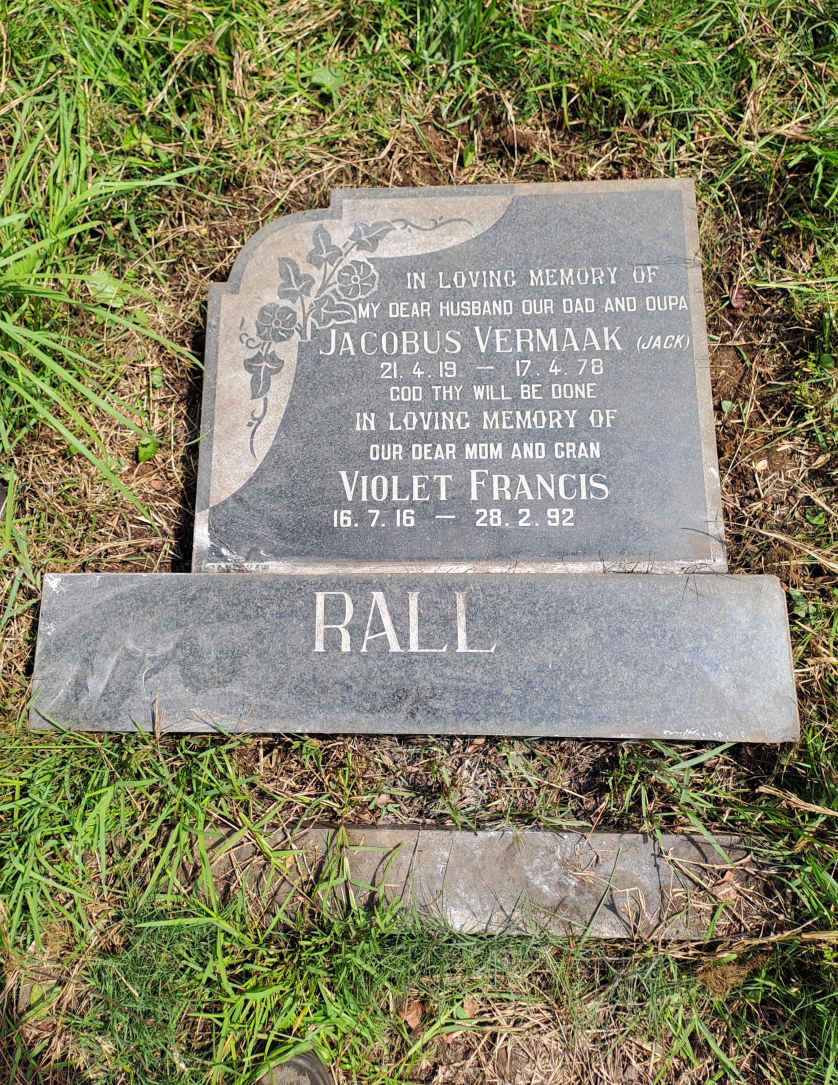 IN LOVING MEMORY OF
MY DEAR HUSBAND OUR DAD AND OUPA
JACOBUS VERMAAK (JACK)
21. 4. 19. — 17. 4. 78
GOD THY WILL BE DONE
IN LOVING MEMORY OF
OUR DEAR MOM AND GRAN
VIOLET FRANCIS
16. 7. 16 — 28. 2. 92
RALL